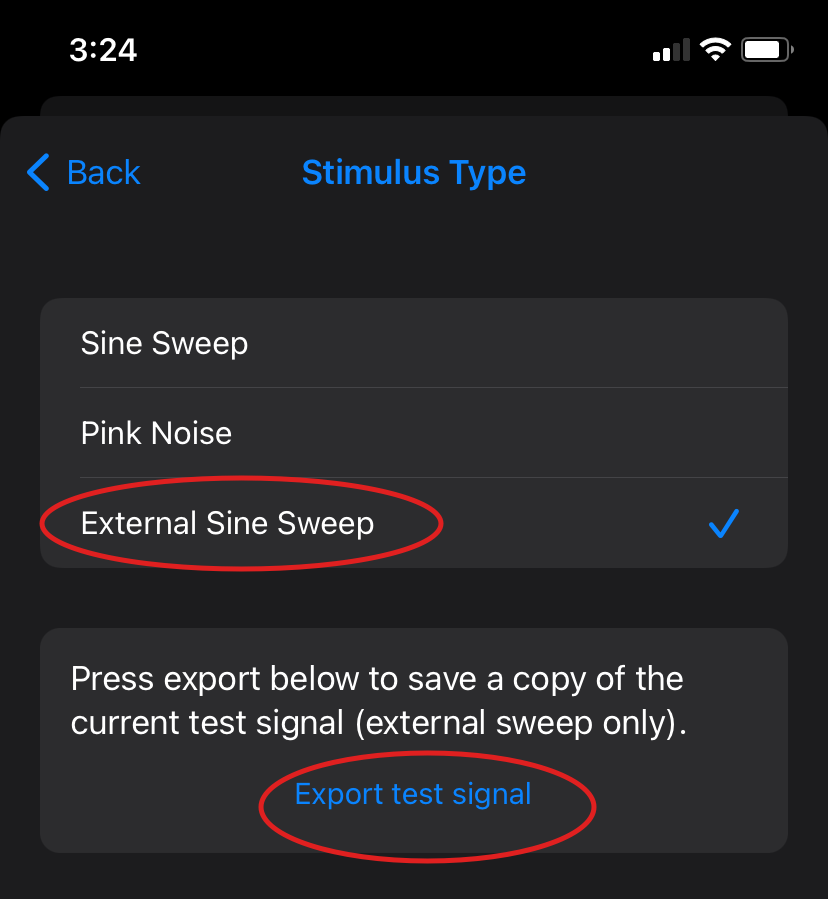 3:24
Back
Stimulus Type
Sine Sweep
Pink Noise
External Sine Sweep
Press export below to save a copy of the
current test signal (external sweep only).
Export test signal